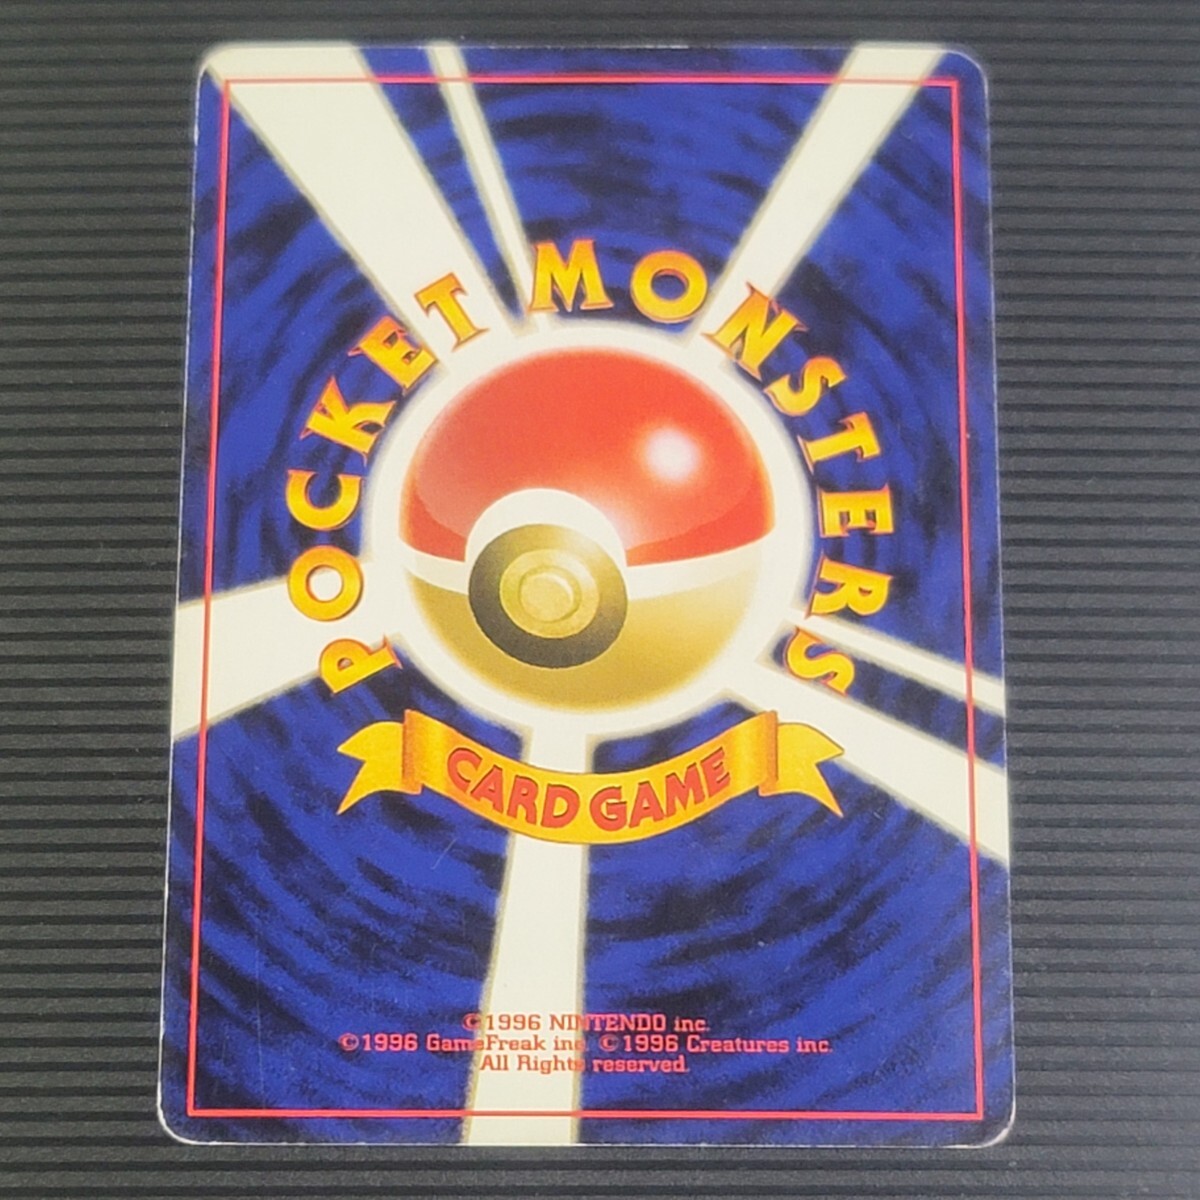 POCKET MONSTERS
CARD GAME
©1996 NINTENDO inc.
©1996 GameFreak inc. ©1996 Creatures inc.
All Rights reserved.